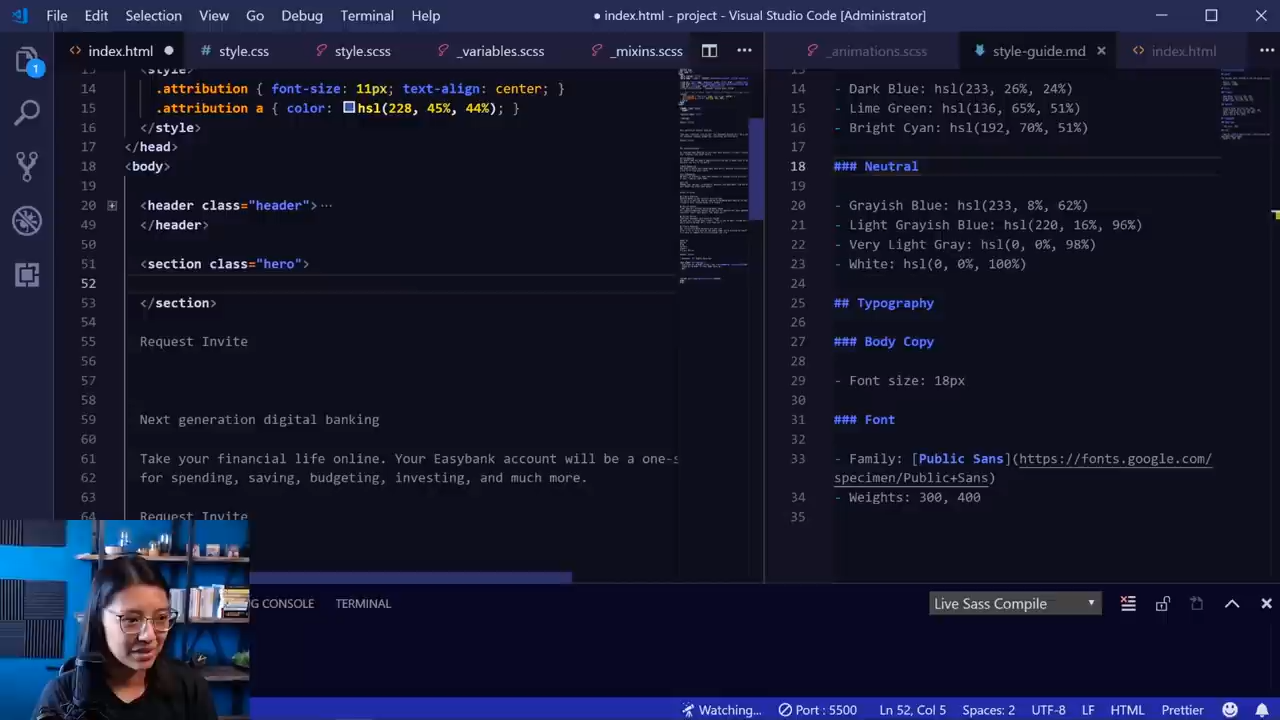 File Edit Selection View Go Debug Terminal Help
● index.html - project - Visual Studio Code [Administrator]
index.html ●
style.css
style.scss
_variables.scss
_mixins.scss
_animations.scss
style-guide.md
index.html
1
13 <style>
14 .attribution { font-size: 11px; text-align: center; }
15 .attribution a { color: hsl(228, 45%, 44%); }
16 </style>
17 </head>
18 <body>
19
20 <header class="header"> ...
49 </header>
50
51 <section class="hero">
52
53 </section>
54
55 Request Invite
56
57
58
59 Next generation digital banking
60
61 Take your financial life online. Your Easybank account will be a one-s
62 for spending, saving, budgeting, investing, and much more.
63
64 Request Invite
13
14 - Dark Blue: hsl(233, 26%, 24%)
15 - Lime Green: hsl(136, 65%, 51%)
16 - Bright Cyan: hsl(192, 70%, 51%)
17
18 ### Neutral
19
20 - Grayish Blue: hsl(233, 8%, 62%)
21 - Light Grayish Blue: hsl(220, 16%, 96%)
22 - Very Light Gray: hsl(0, 0%, 98%)
23 - White: hsl(0, 0%, 100%)
24
25 ## Typography
26
27 ### Body Copy
28
29 - Font size: 18px
30
31 ### Font
32
33 - Family: [Public Sans](https://fonts.google.com/
specimen/Public+Sans)
34 - Weights: 300, 400
35
G CONSOLE TERMINAL
Live Sass Compile
Watching... Port : 5500 Ln 52, Col 5 Spaces: 2 UTF-8 LF HTML Prettier